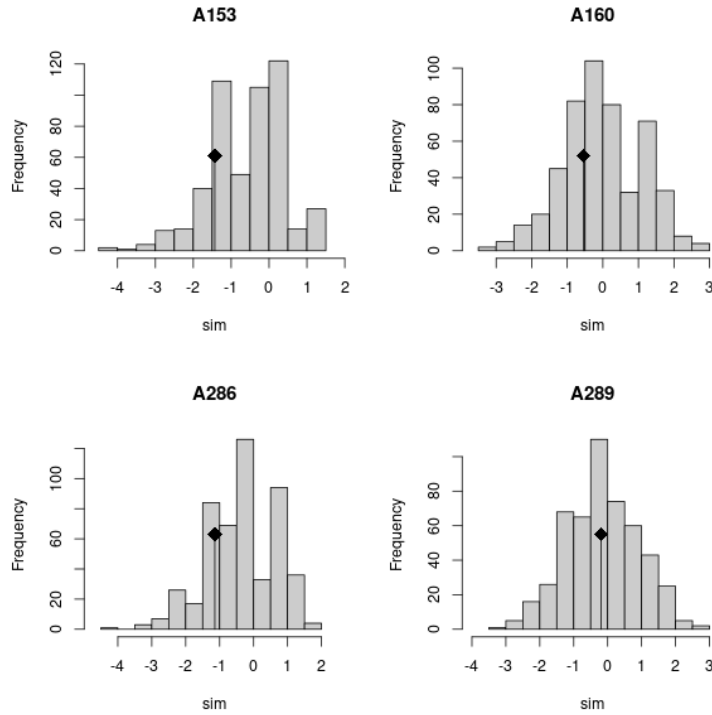 A153
Frequency
0 20 40 60 80 120
-4 -3 -2 -1 0 1 2
sim
A160
Frequency
0 20 40 60 80 100
-3 -2 -1 0 1 2 3
sim
A286
Frequency
0 20 60 100
-4 -3 -2 -1 0 1 2
sim
A289
Frequency
0 20 40 60 80
-4 -3 -2 -1 0 1 2 3
sim